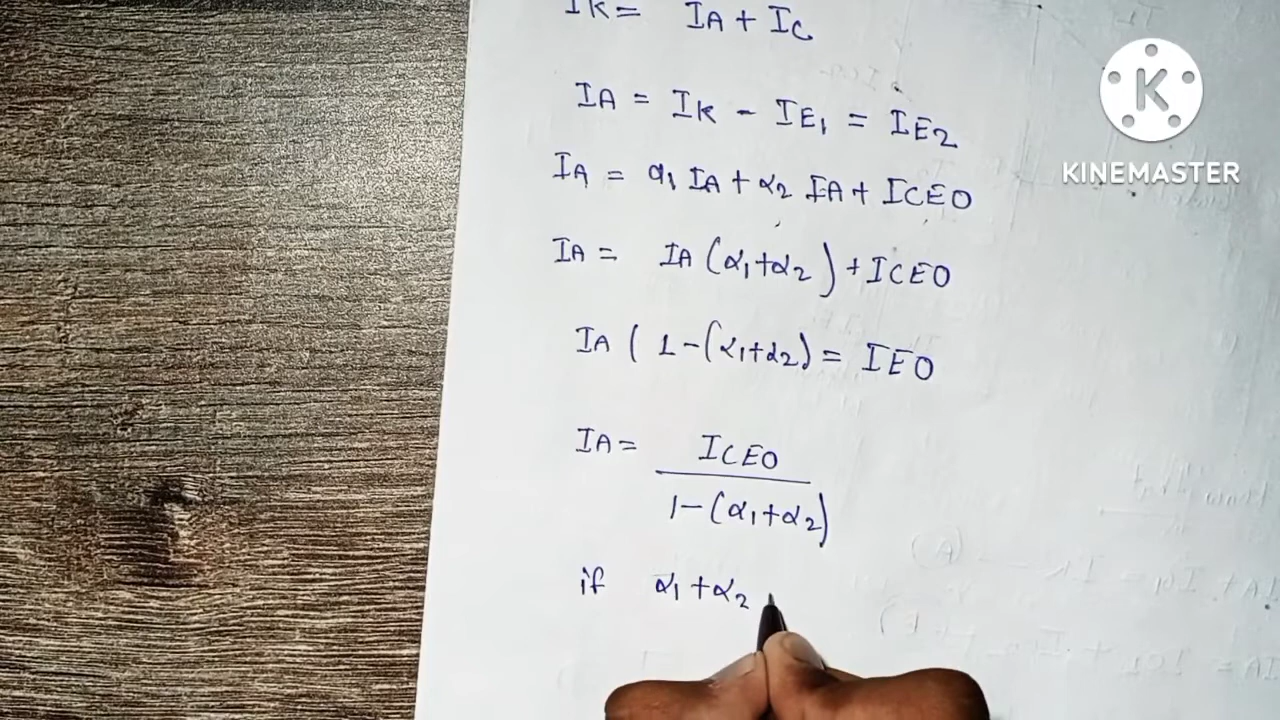 IK = IA + IC
IA = IK - IE1 = IE2
IA = α1 IA + α2 IA + ICEO
IA = IA (α1+α2) + ICEO
IA ( 1-(α1+α2) = IEO
IA = ICEO
1-(α1+α2)
if α1 + α2
K
KINEMASTER